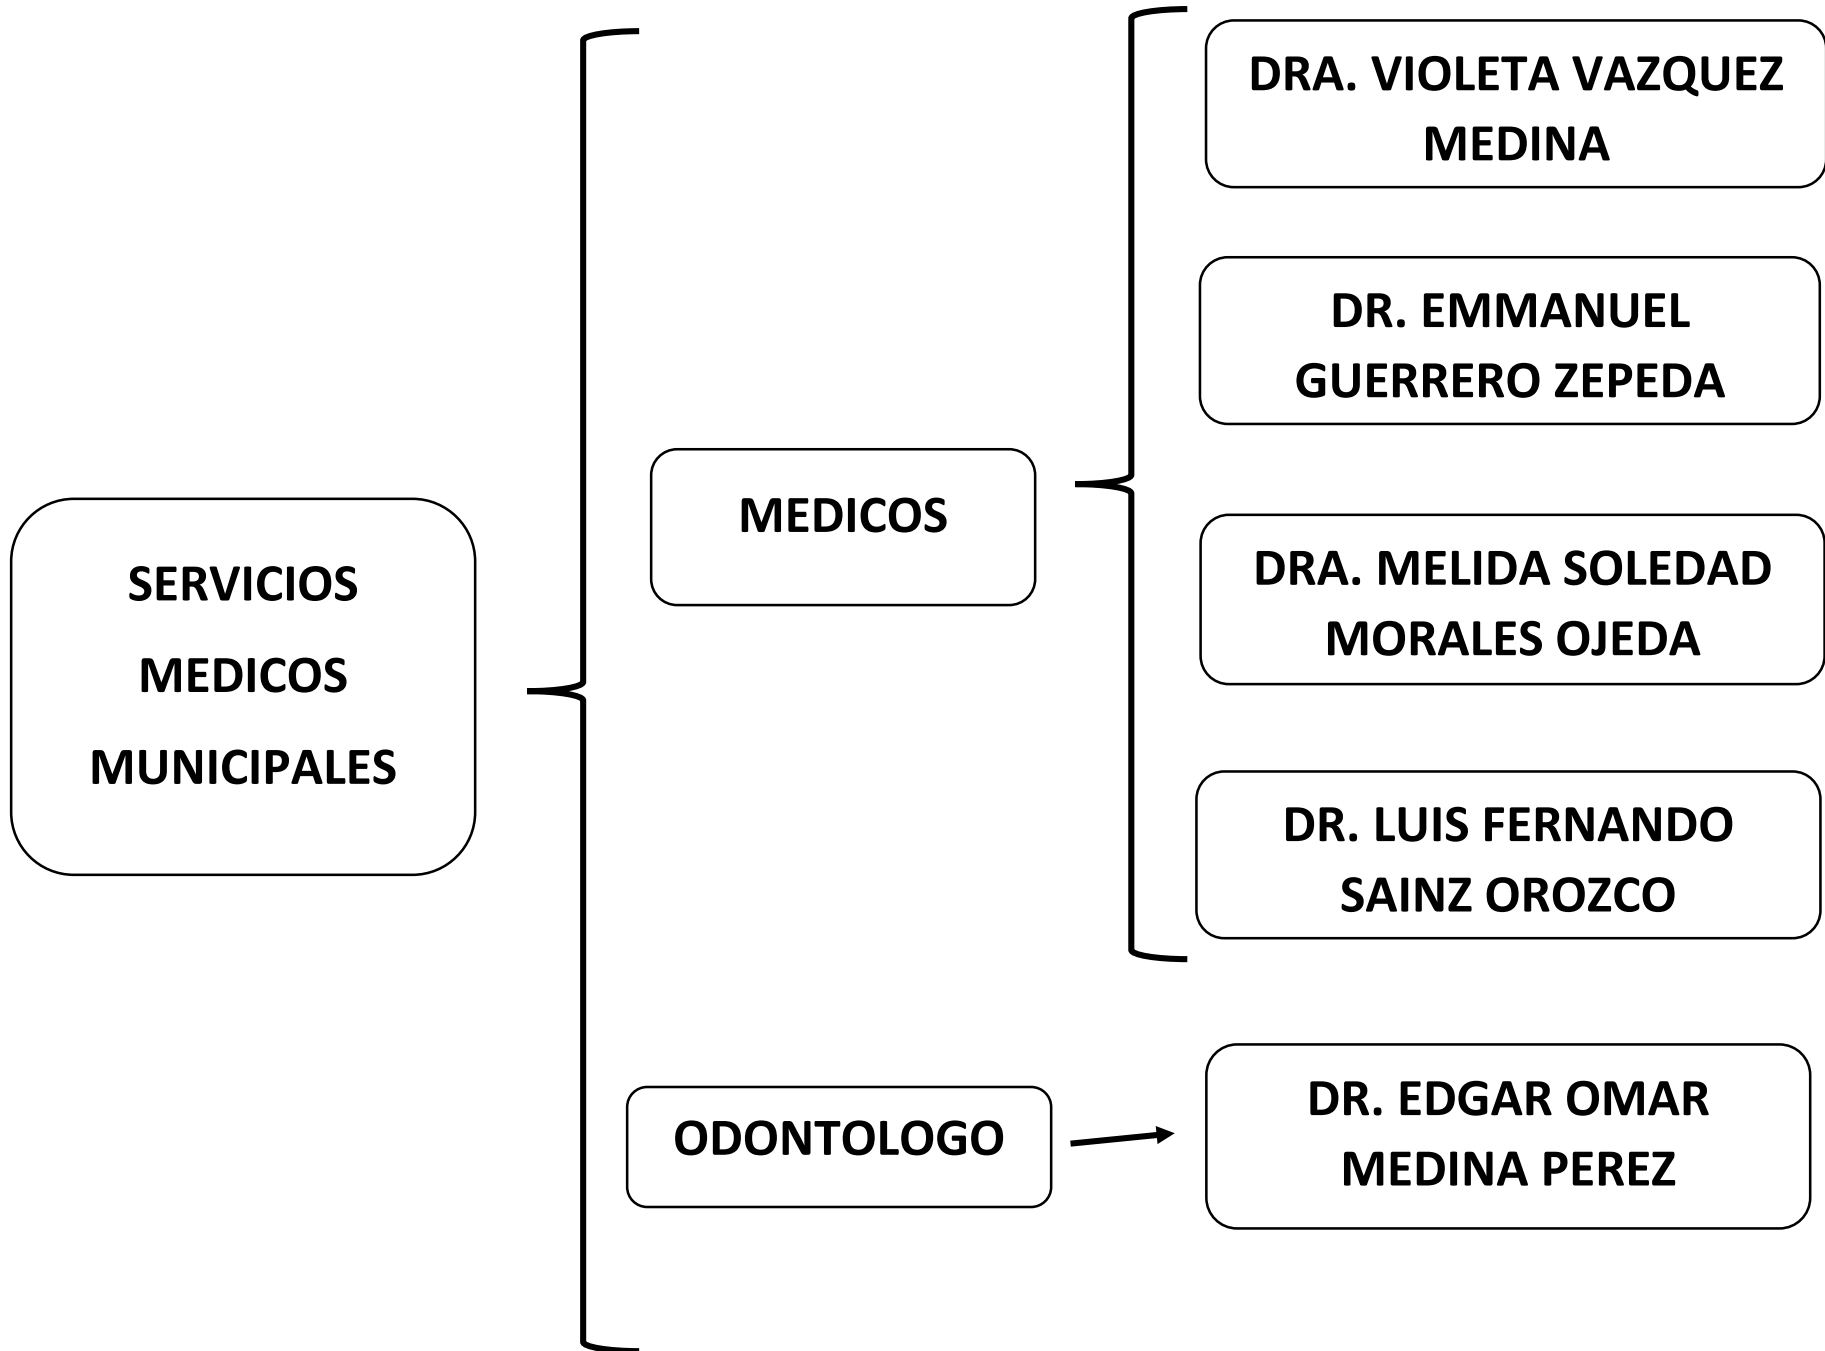 SERVICIOS
MEDICOS
MUNICIPALES
MEDICOS
DRA. VIOLETA VAZQUEZ
MEDINA
DR. EMMANUEL
GUERRERO ZEPEDA
DRA. MELIDA SOLEDAD
MORALES OJEDA
DR. LUIS FERNANDO
SAINZ OROZCO
ODONTOLOGO
DR. EDGAR OMAR
MEDINA PEREZ